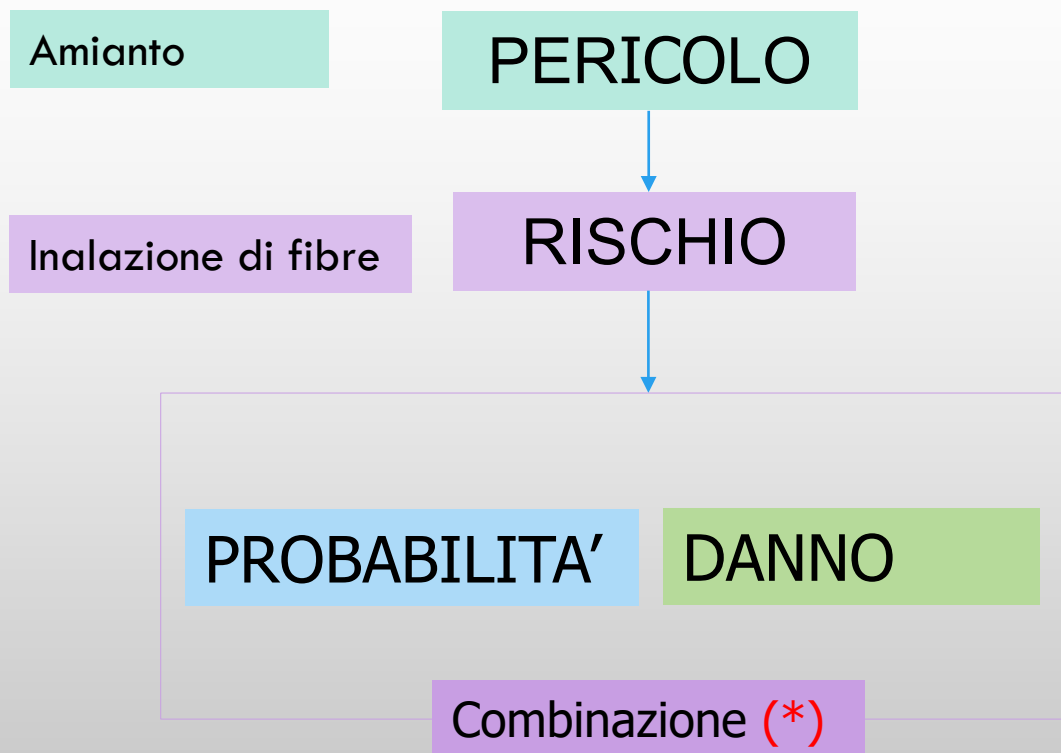 Amianto
PERICOLO
Inalazione di fibre
RISCHIO
PROBABILITA’
DANNO
Combinazione (*)